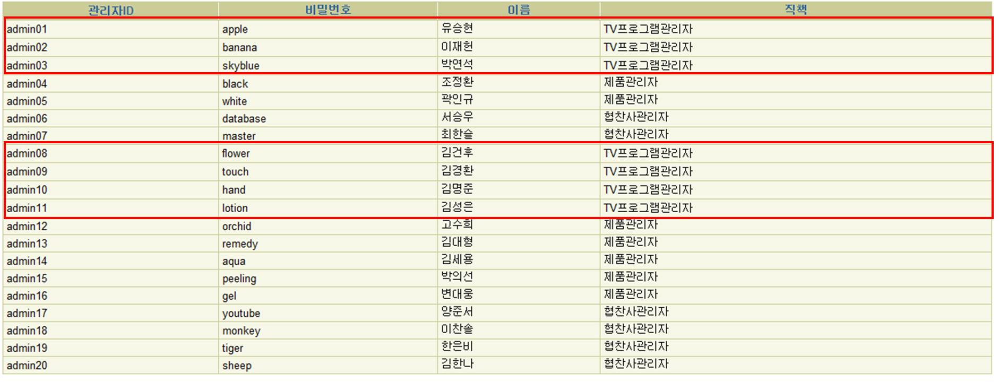 관리자ID 비밀번호 이름 직책
admin01 apple 유승현 TV프로그램관리자
admin02 banana 이재헌 TV프로그램관리자
admin03 skyblue 박연석 TV프로그램관리자
admin04 black 조정환 제품관리자
admin05 white 곽인규 제품관리자
admin06 database 서승우 협찬사관리자
admin07 master 최한슬 협찬사관리자
admin08 flower 김건후 TV프로그램관리자
admin09 touch 김경환 TV프로그램관리자
admin10 hand 김명준 TV프로그램관리자
admin11 lotion 김성은 TV프로그램관리자
admin12 orchid 고수희 제품관리자
admin13 remedy 김대형 제품관리자
admin14 aqua 김세용 제품관리자
admin15 peeling 박의선 제품관리자
admin16 gel 변대웅 제품관리자
admin17 youtube 양준서 협찬사관리자
admin18 monkey 이찬솔 협찬사관리자
admin19 tiger 한은비 협찬사관리자
admin20 sheep 김한나 협찬사관리자